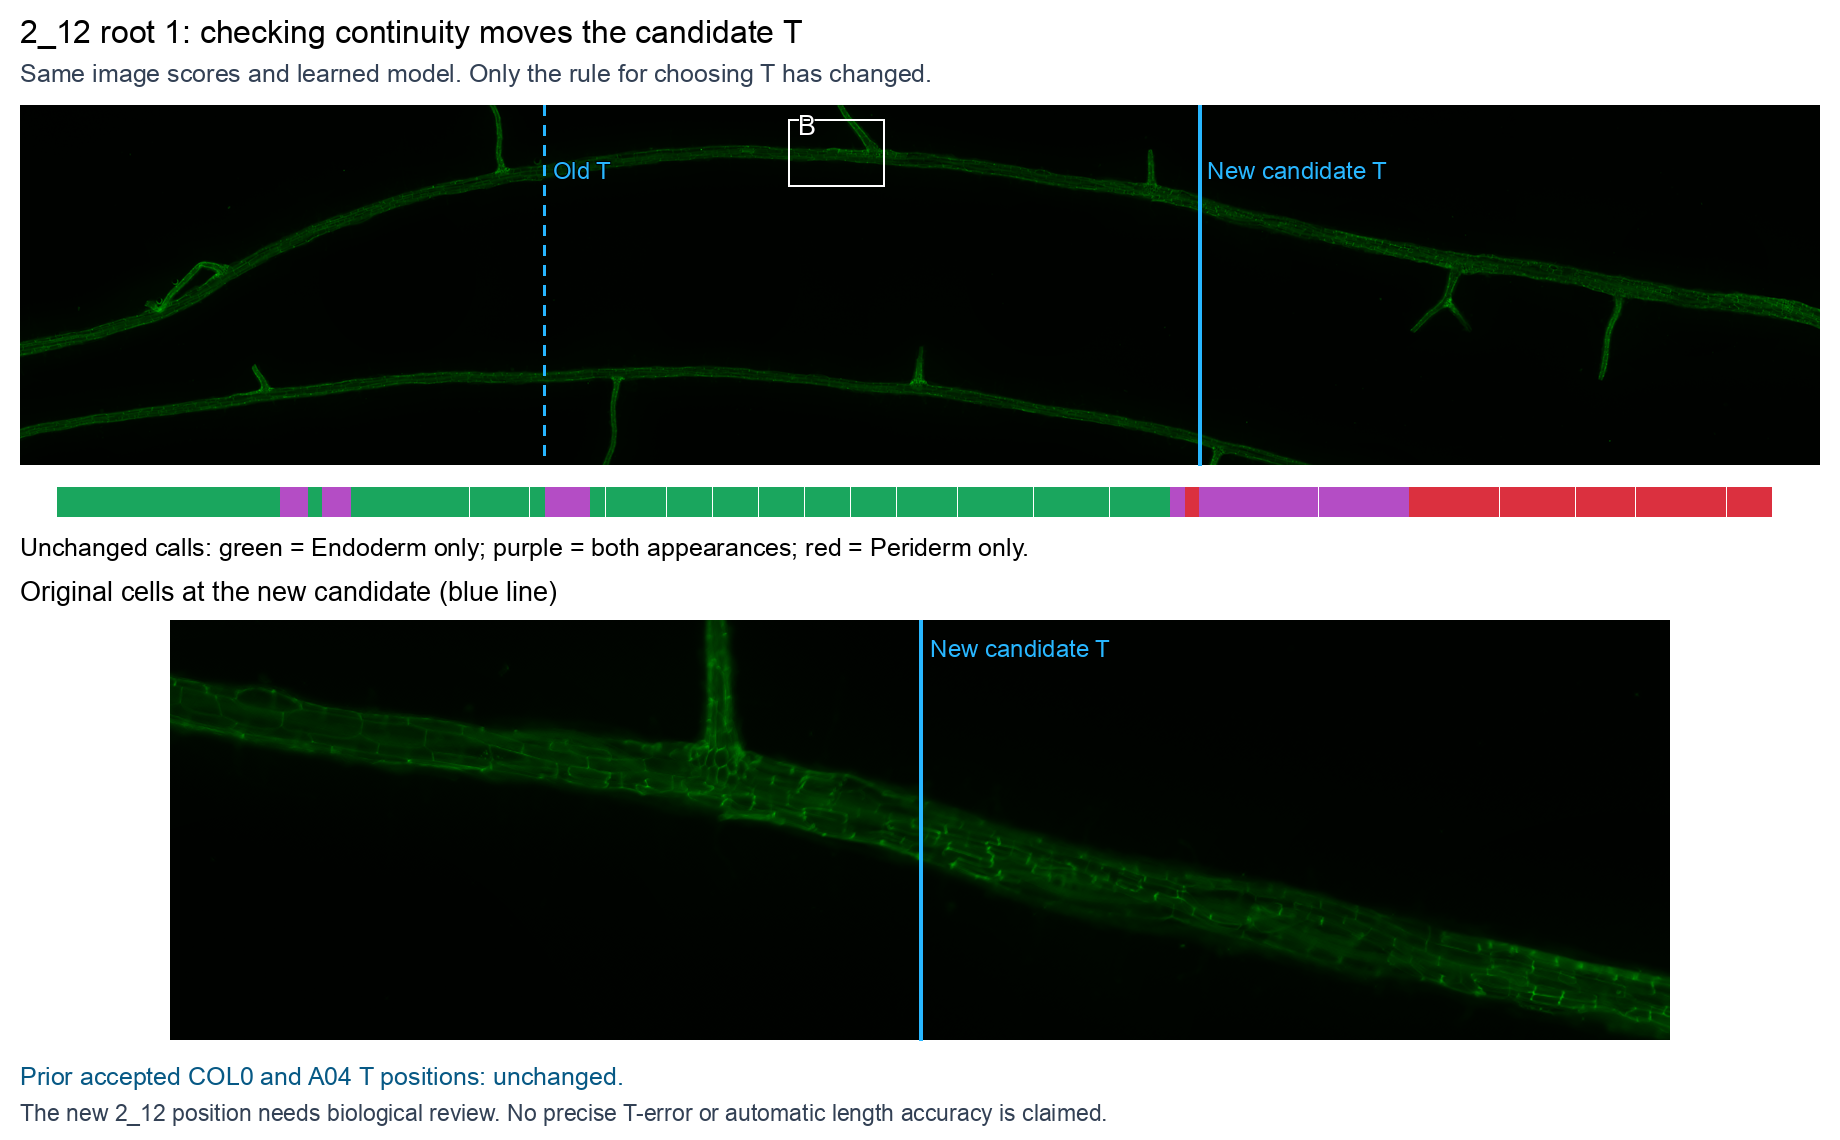 2_12 root 1: checking continuity moves the candidate T
Same image scores and learned model. Only the rule for choosing T has changed.
B
Old T
New candidate T
Unchanged calls: green = Endoderm only; purple = both appearances; red = Periderm only.
Original cells at the new candidate (blue line)
New candidate T
Prior accepted COL0 and A04 T positions: unchanged.
The new 2_12 position needs biological review. No precise T-error or automatic length accuracy is claimed.